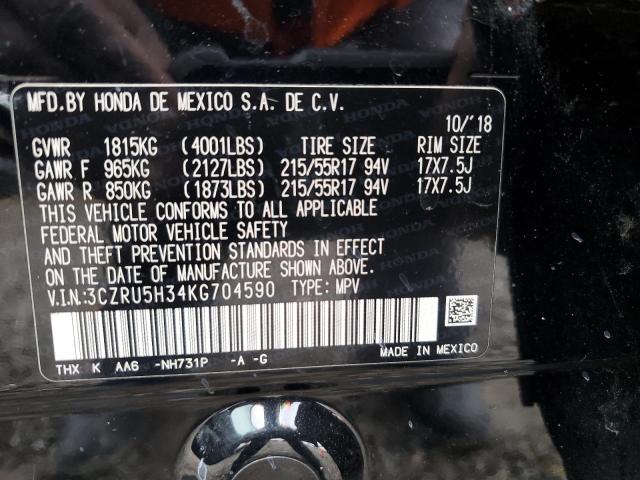 MFD. BY HONDA DE MEXICO S.A. DE C.V.
10/'18
GVWR 1815KG (4001LBS) TIRE SIZE RIM SIZE
GAWR F 965KG (2127LBS) 215/55R17 94V 17X7.5J
GAWR R 850KG (1873LBS) 215/55R17 94V 17X7.5J
THIS VEHICLE CONFORMS TO ALL APPLICABLE
FEDERAL MOTOR VEHICLE SAFETY
AND THEFT PREVENTION STANDARDS IN EFFECT
ON THE DATE OF MANUFACTURE SHOWN ABOVE.
V.I.N.:3CZRU5H34KG704590 TYPE: MPV
THX K AA6 -NH731P -A -G
MADE IN MEXICO